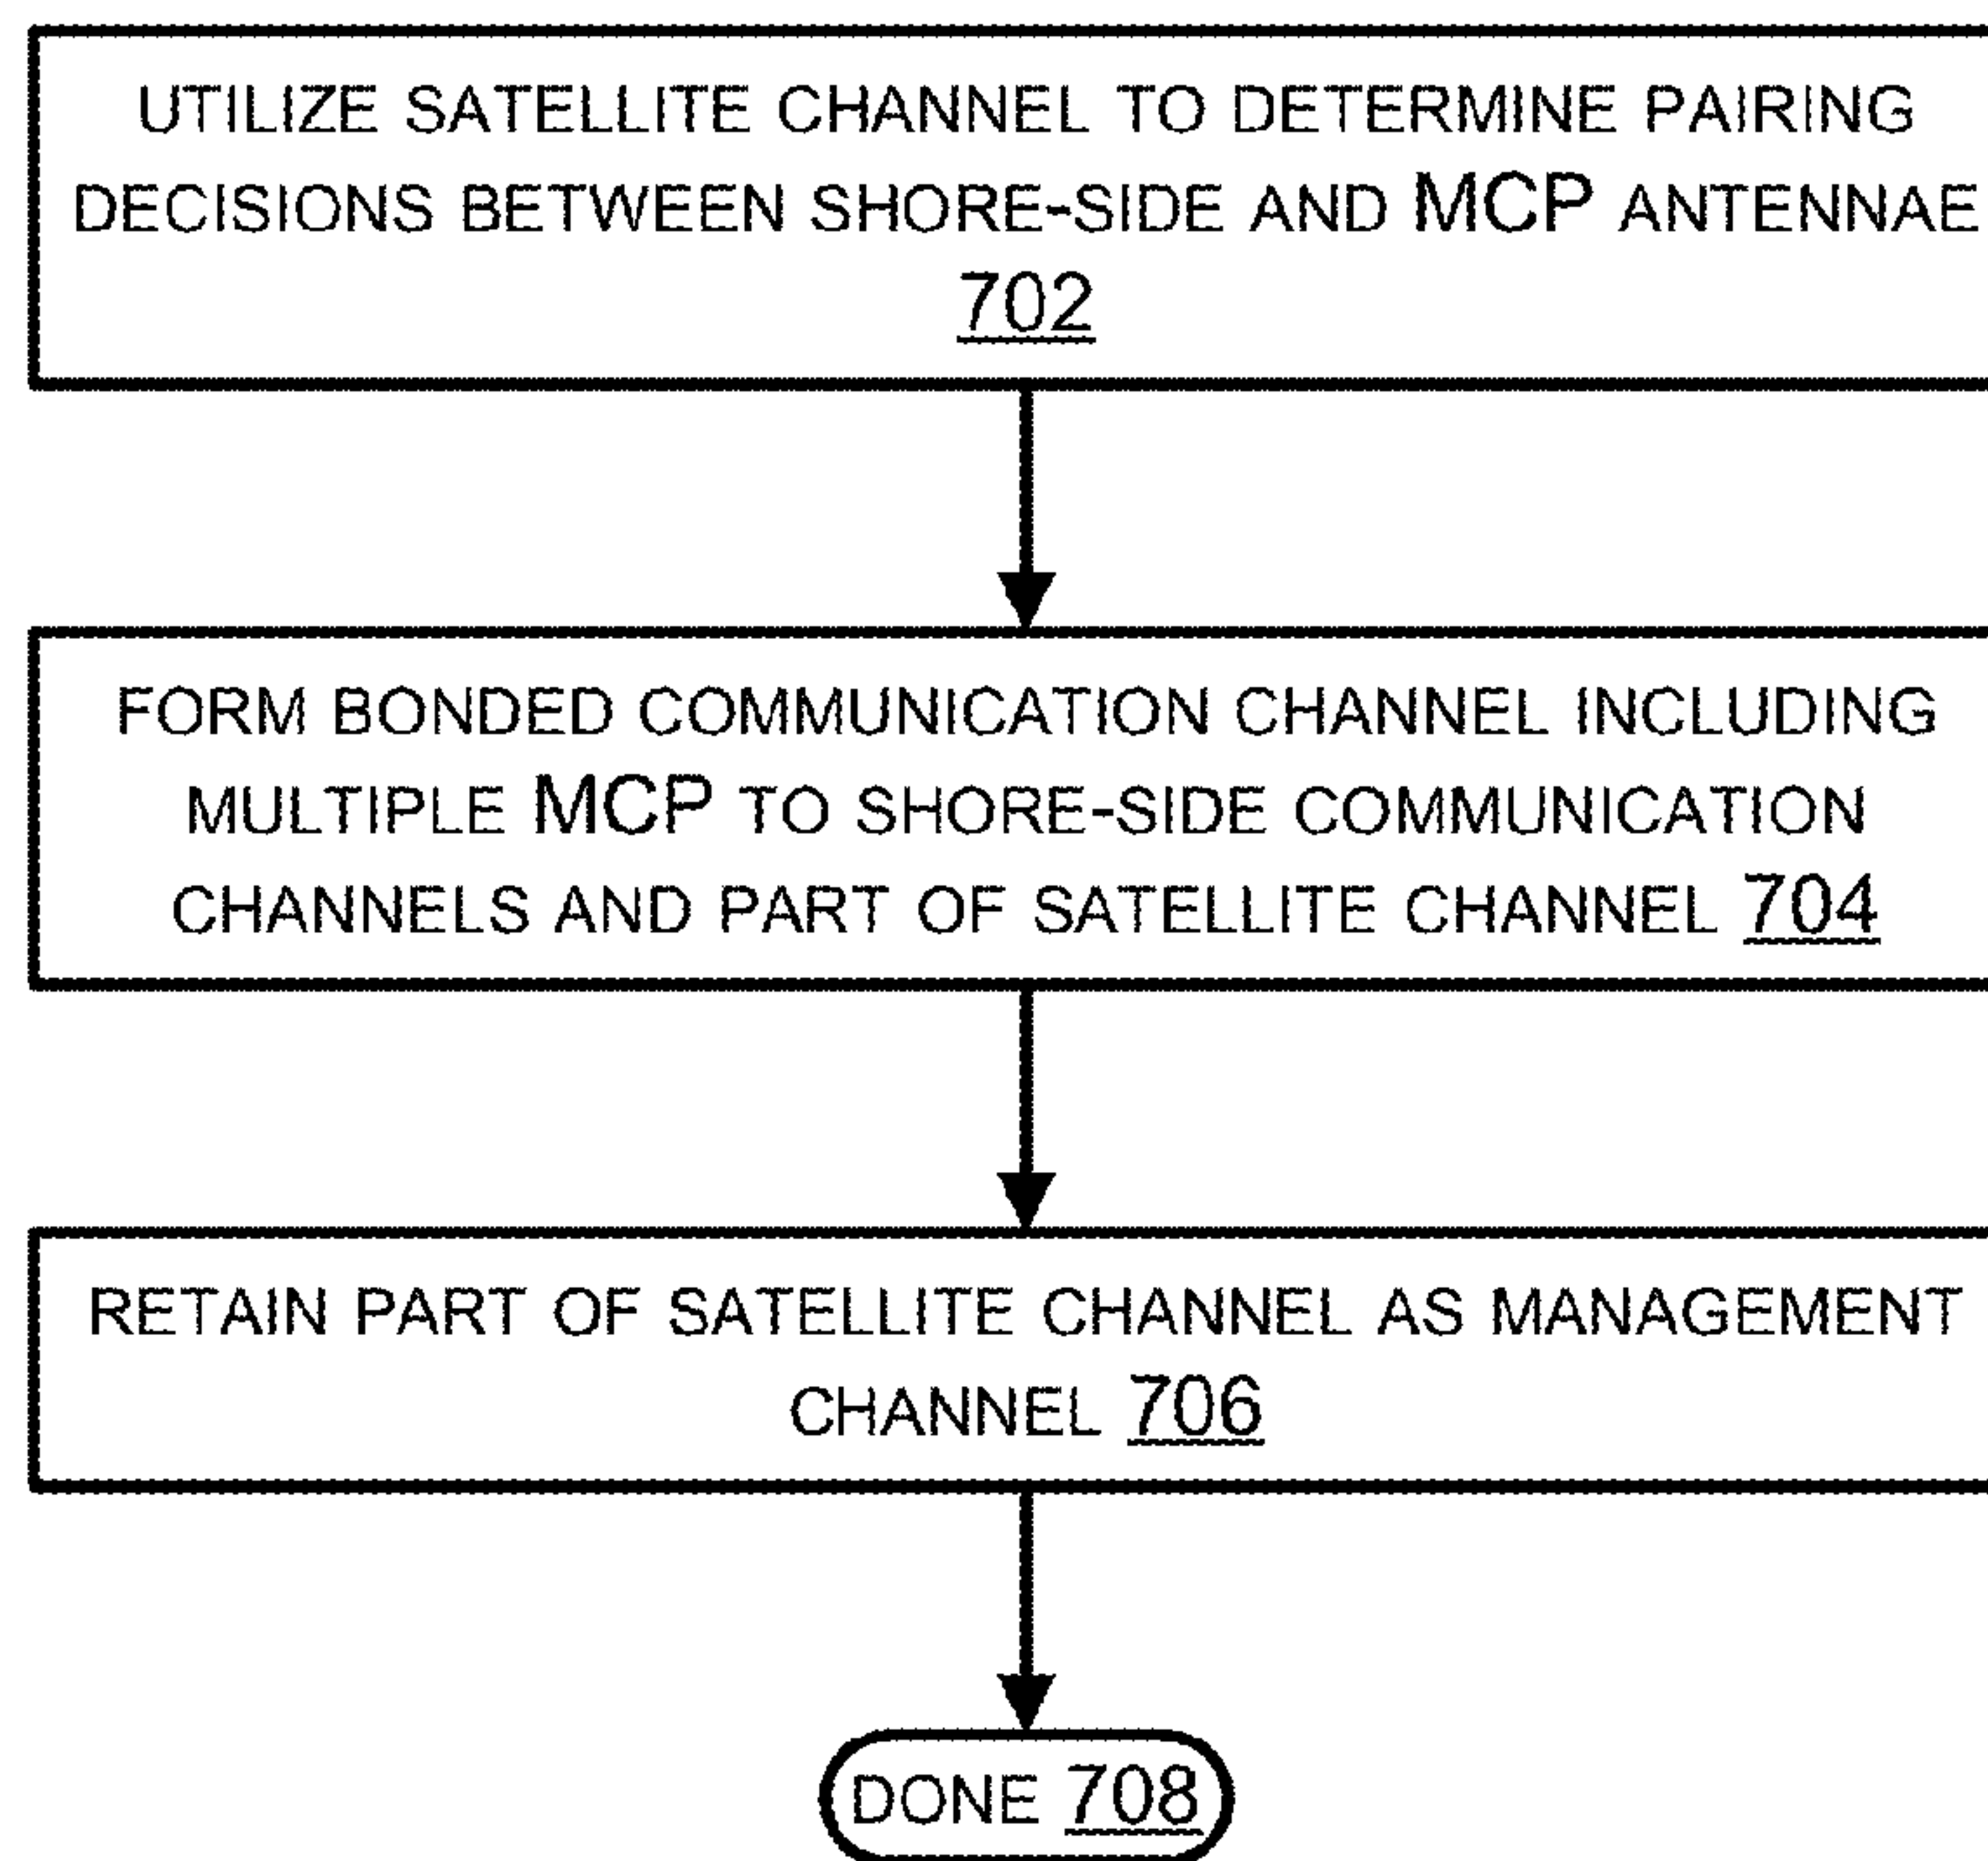 UTILIZE SATELLITE CHANNEL TO DETERMINE PAIRING
DECISIONS BETWEEN SHORE-SIDE AND MCP ANTENNAE
702
FORM BONDED COMMUNICATION CHANNEL INCLUDING
MULTIPLE MCP TO SHORE-SIDE COMMUNICATION
CHANNELS AND PART OF SATELLITE CHANNEL 704
RETAIN PART OF SATELLITE CHANNEL AS MANAGEMENT
CHANNEL 706
DONE 708